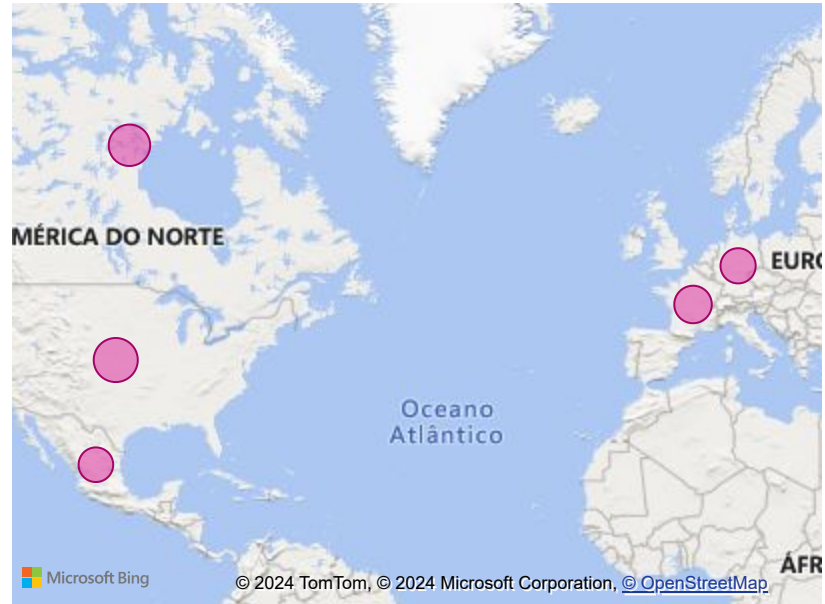 MÉRICA DO NORTE
EURO
Oceano
Atlântico
ÁFR
Microsoft Bing
© 2024 TomTom, © 2024 Microsoft Corporation, © OpenStreetMap